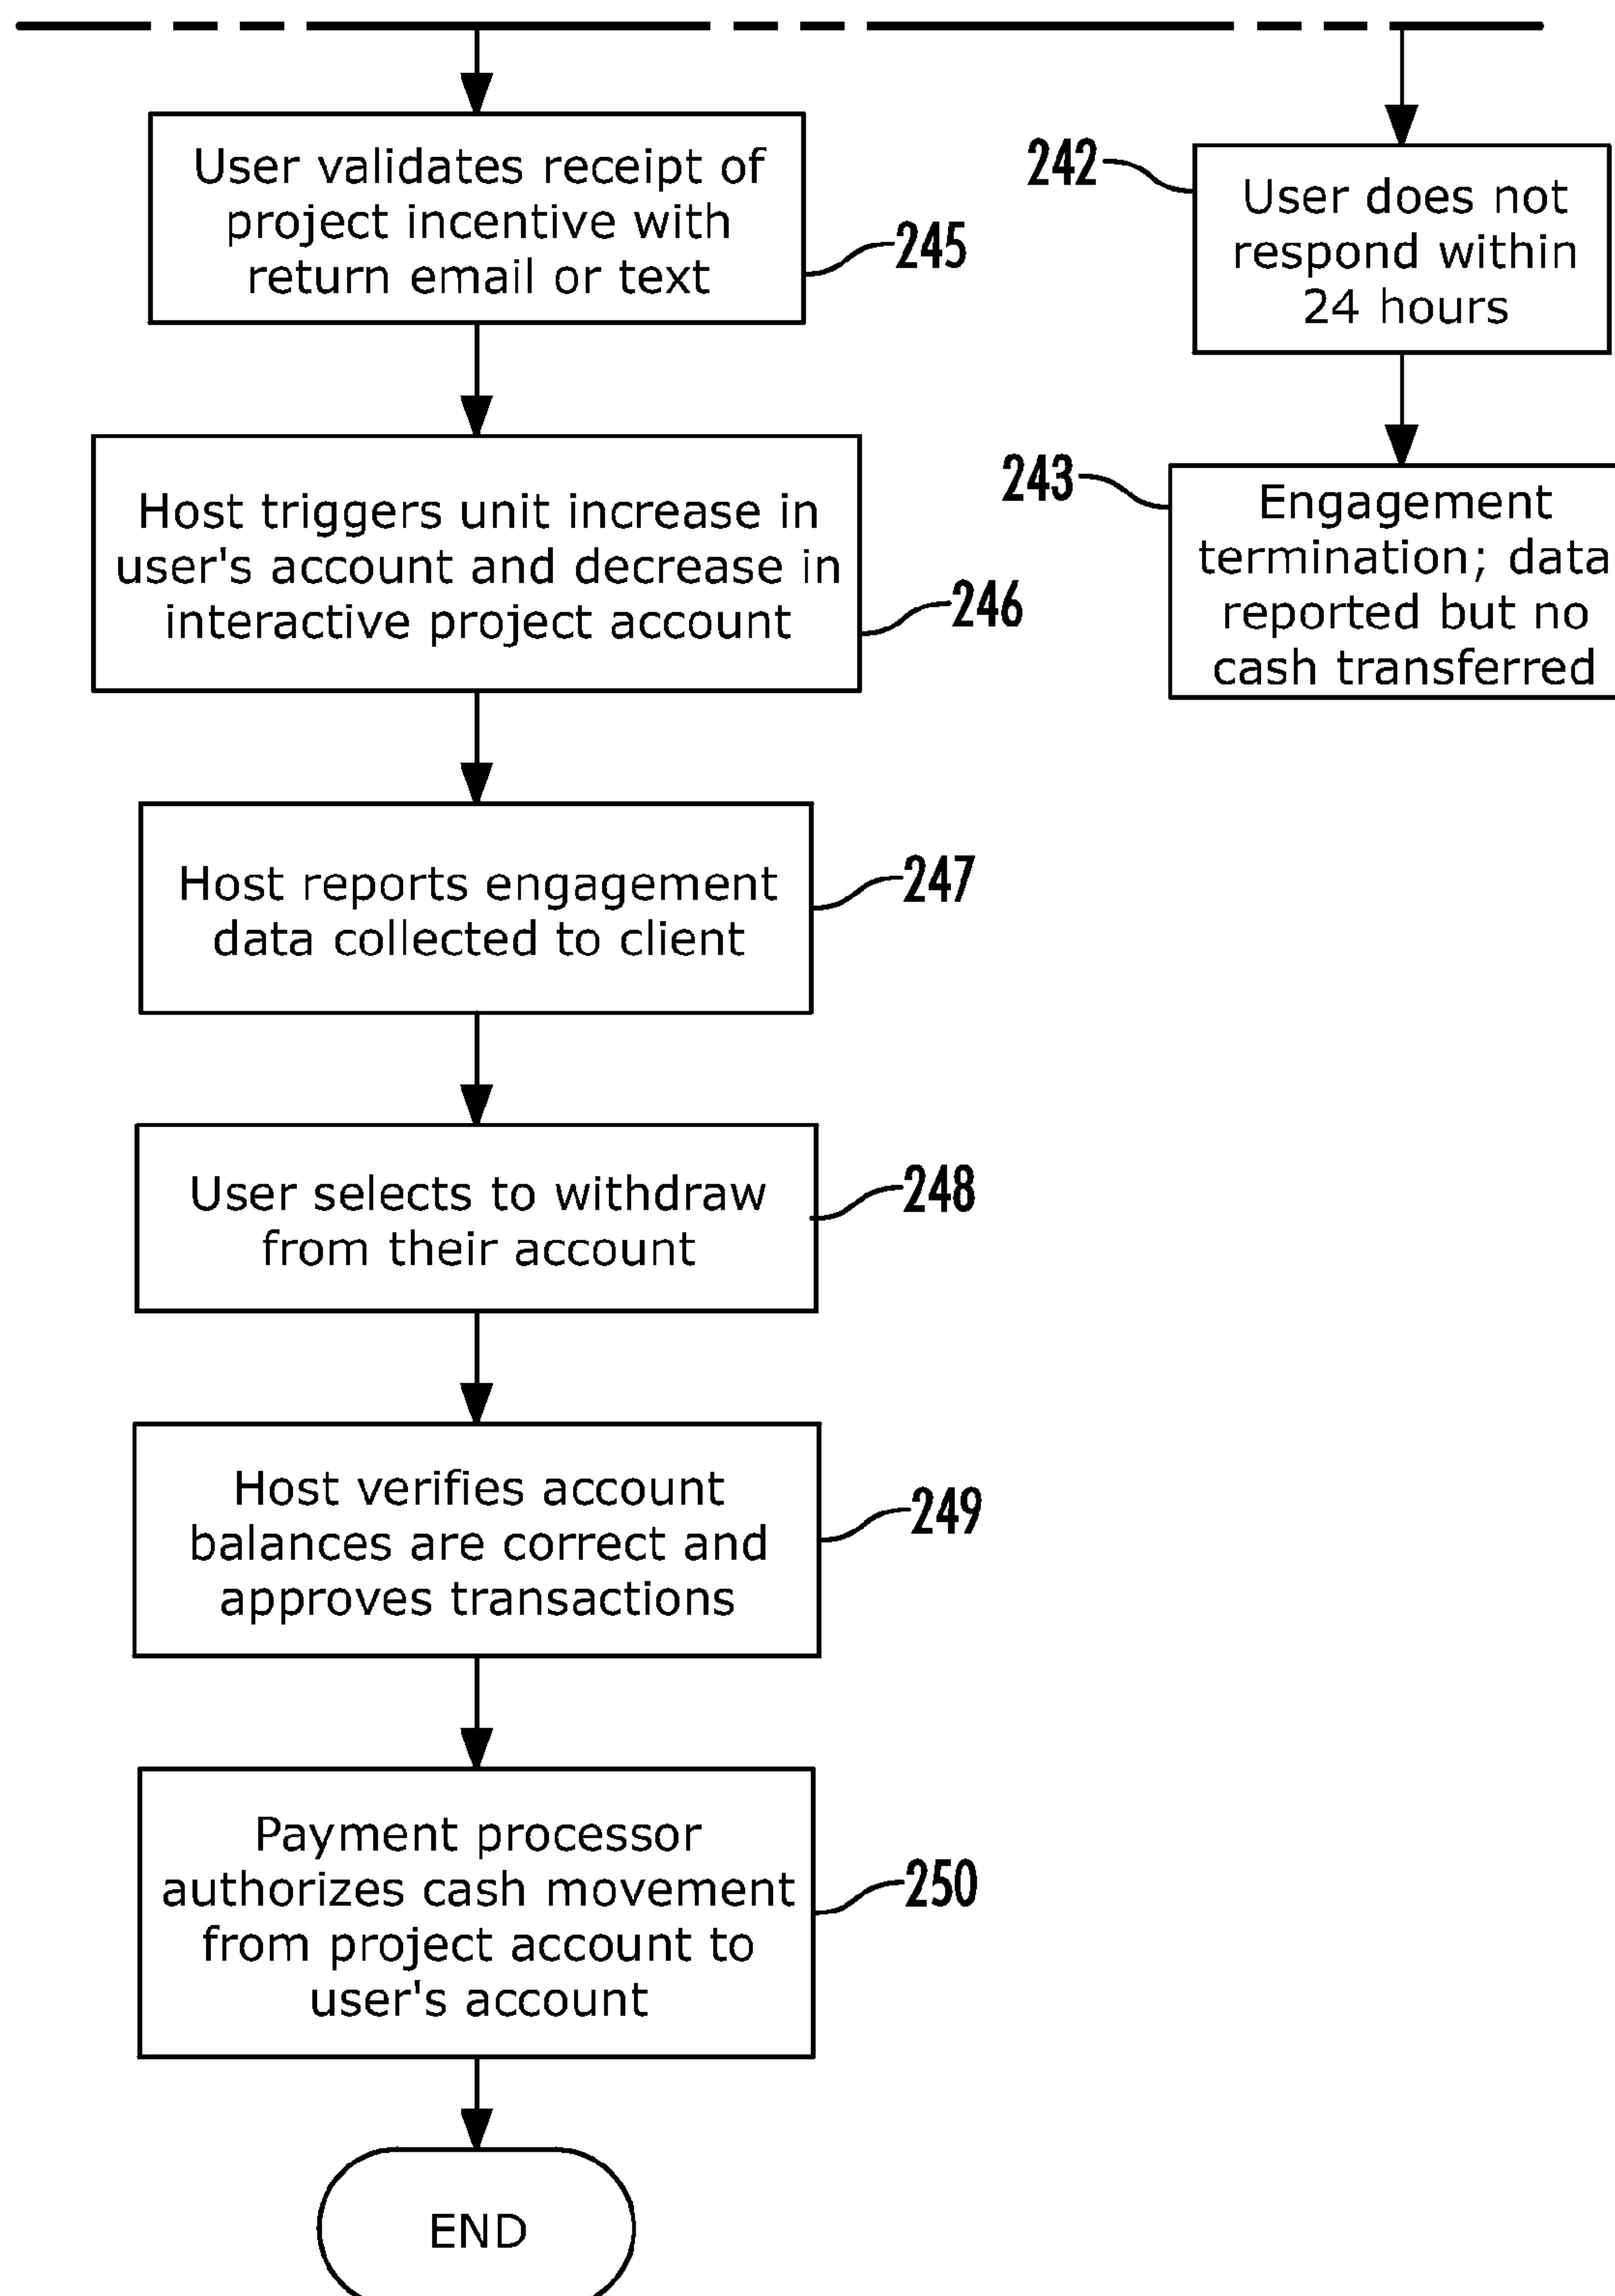 User validates receipt of
project incentive with
return email or text
245
242
User does not
respond within
24 hours
Host triggers unit increase in
user's account and decrease in
interactive project account
246
243
Engagement
termination; data
reported but no
cash transferred
Host reports engagement
data collected to client
247
User selects to withdraw
from their account
248
Host verifies account
balances are correct and
approves transactions
249
Payment processor
authorizes cash movement
from project account to
user's account
250
END